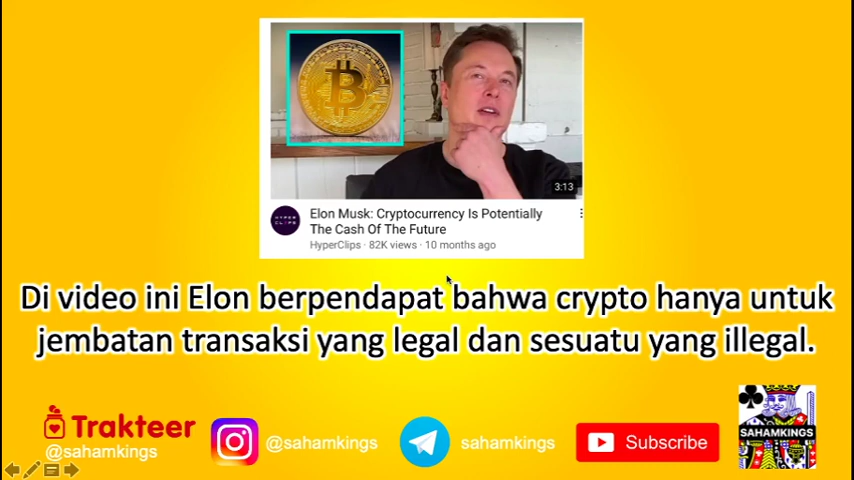 3:13
Elon Musk: Cryptocurrency Is Potentially
The Cash Of The Future
HYPER
CLIPS
HyperClips · 82K views · 10 months ago
Di video ini Elon berpendapat bahwa crypto hanya untuk
jembatan transaksi yang legal dan sesuatu yang illegal.
Trakteer
@sahamkings
@sahamkings
sahamkings
Subscribe
SAHAMKINGS